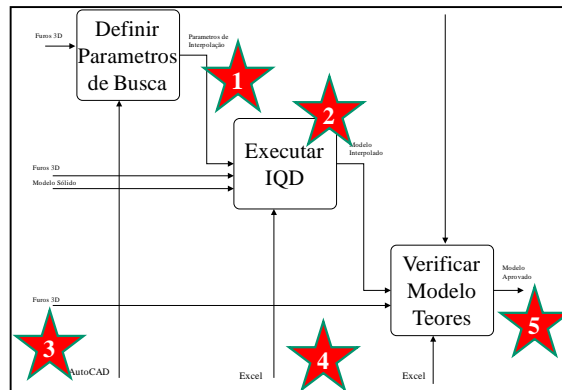 Furos 3D
Definir
Parametros
de Busca
Parametros de
Interpolação
1
2
Furos 3D
Modelo Sólido
Executar
IQD
Modelo
Interpolado
Furos 3D
Verificar
Modelo
Teores
Modelo
Aprovado
3
4
5
AutoCAD
Excel
Excel